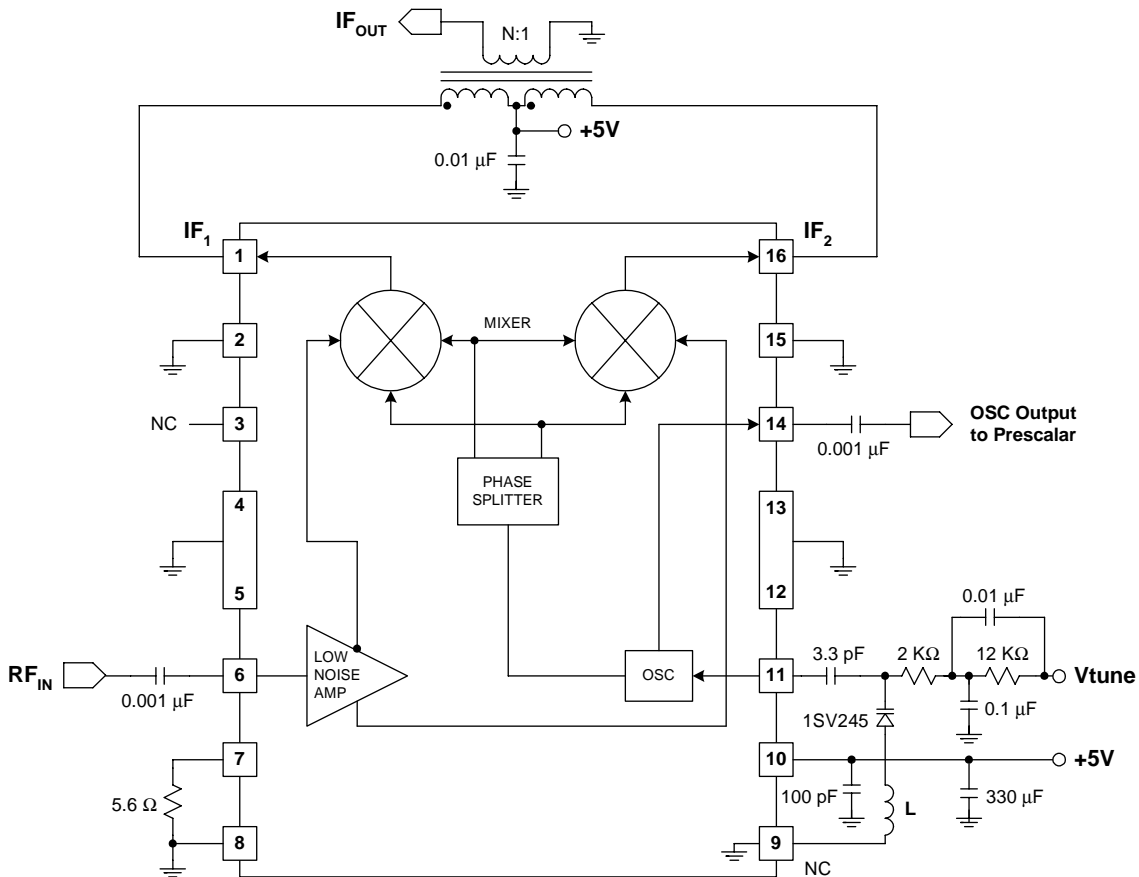 IF_OUT
N:1
+5V
0.01 μF
IF_1
IF_2
1
16
2
MIXER
15
NC
3
14
OSC Output
to Prescalar
0.001 μF
PHASE
SPLITTER
4
13
5
12
0.01 μF
RF_IN
0.001 μF
6
LOW
NOISE
AMP
OSC
11
3.3 pF
2 KΩ
12 KΩ
Vtune
1SV245
0.1 μF
7
10
+5V
5.6 Ω
100 pF
330 μF
L
8
9
NC